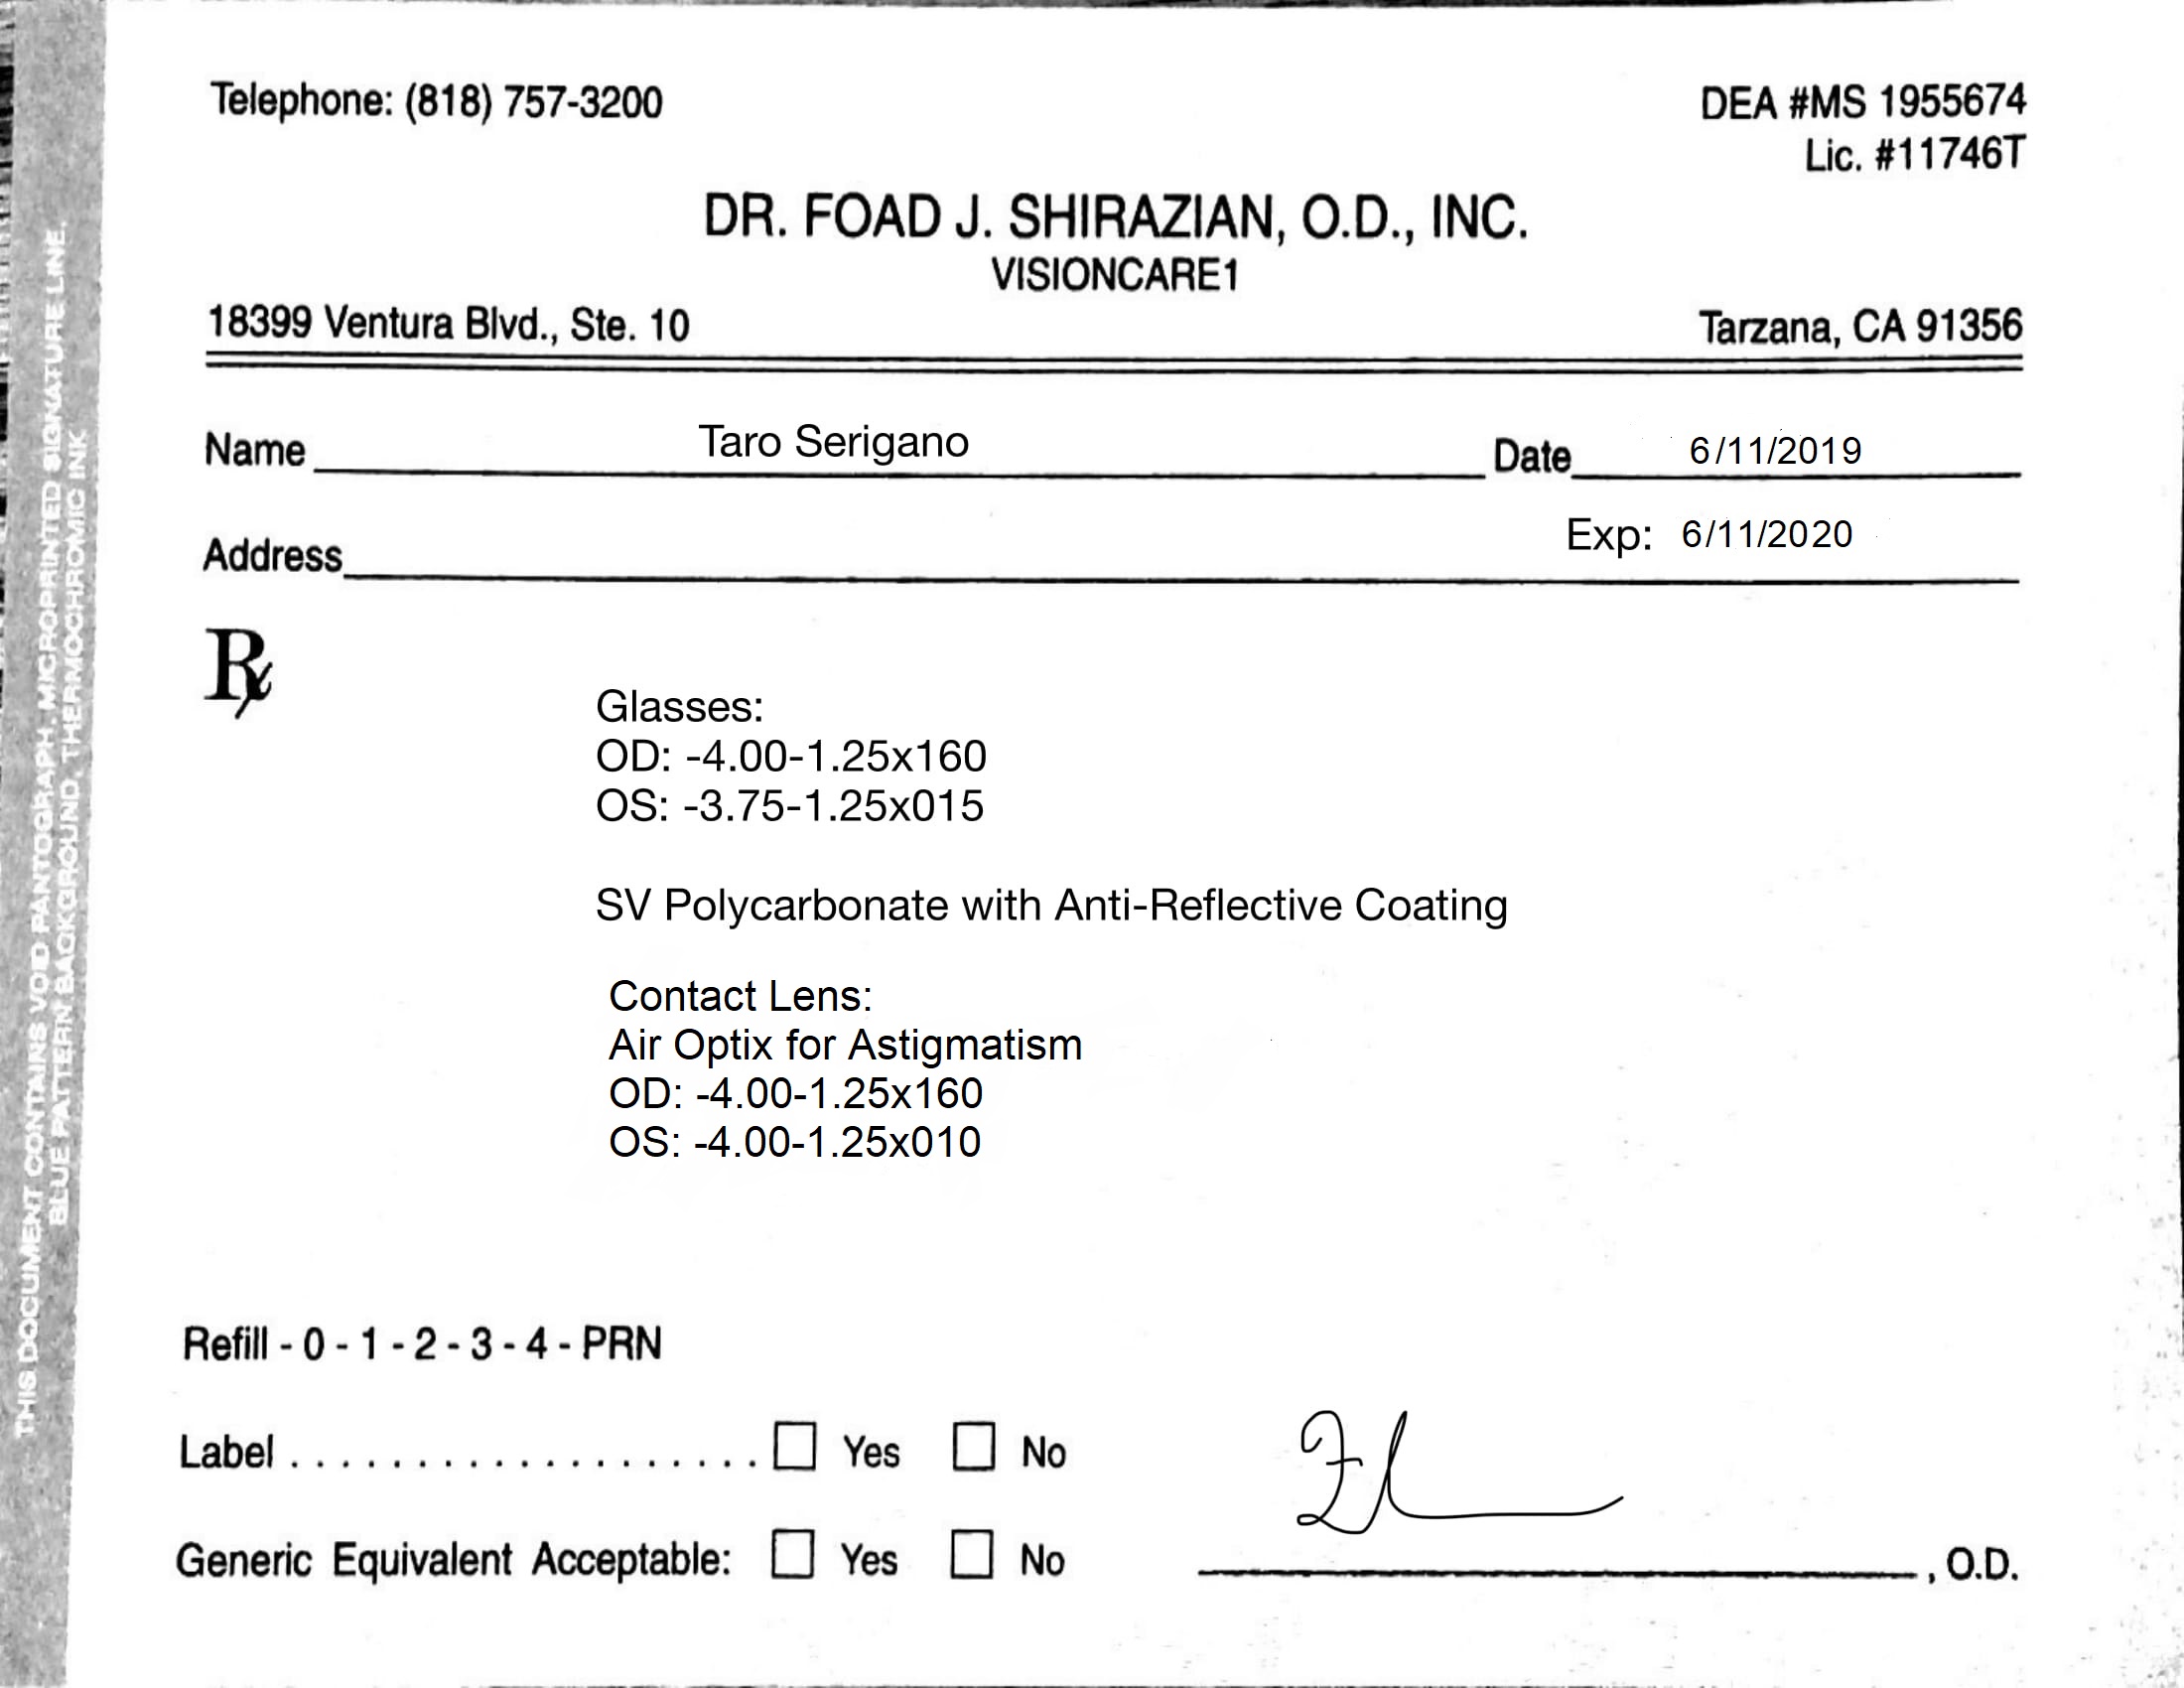 Telephone: (818) 757-3200
DEA #MS 1955674
Lic. #11746T
DR. FOAD J. SHIRAZIAN, O.D., INC.
VISIONCARE1
18399 Ventura Blvd., Ste. 10
Tarzana, CA 91356
Name Taro Serigano Date 6/11/2019
Exp: 6/11/2020
Address
Rx
Glasses:
OD: -4.00-1.25x160
OS: -3.75-1.25x015
SV Polycarbonate with Anti-Reflective Coating
Contact Lens:
Air Optix for Astigmatism
OD: -4.00-1.25x160
OS: -4.00-1.25x010
Refill - 0 - 1 - 2 - 3 - 4 - PRN
Label . . . . . . . . . . . . . . . . . . . Yes No
Generic Equivalent Acceptable: Yes No
, O.D.
THIS DOCUMENT CONTAINS VOID PANTOGRAPH, MICROPRINTED SIGNATURE LINE,
BLUE PATTERN BACKGROUND, THERMOCHROMIC INK